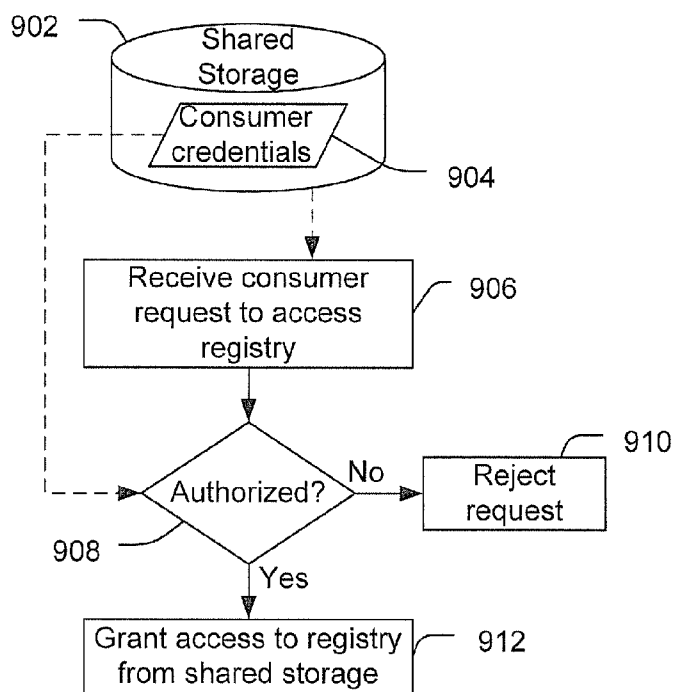 902
Shared
Storage
Consumer
credentials
904
Receive consumer
request to access
registry
906
Authorized?
No
910
Reject
request
908
Yes
Grant access to registry
from shared storage
912